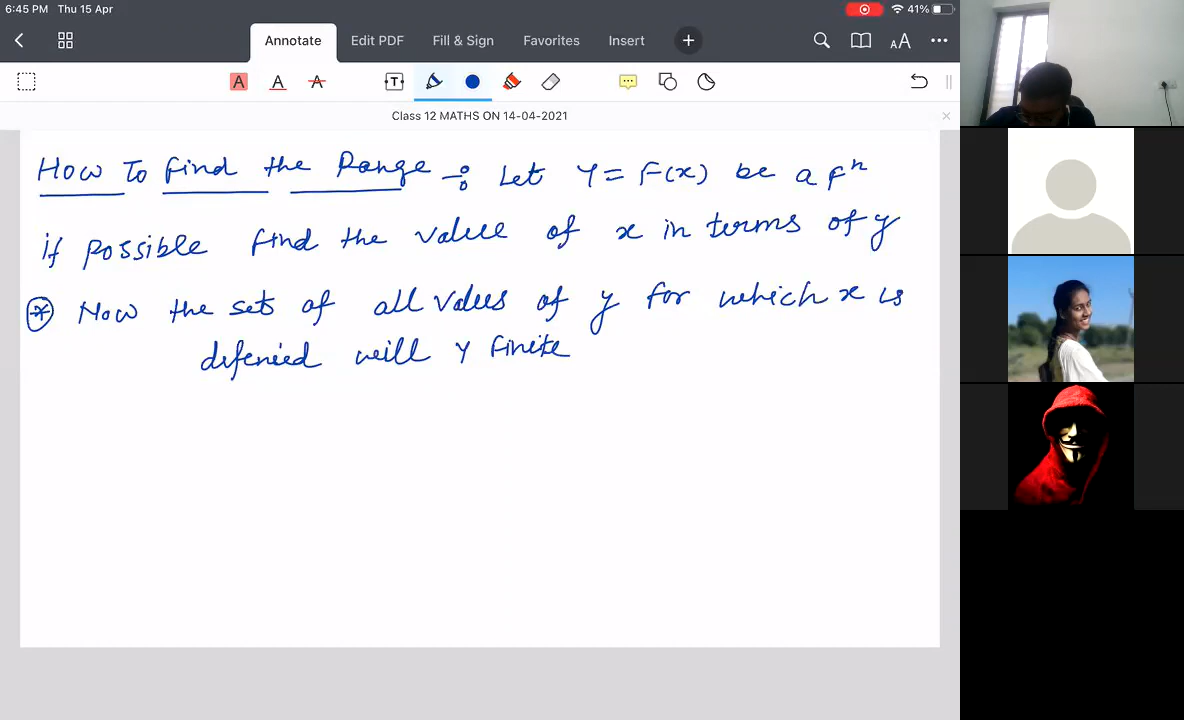 6:45 PM Thu 15 Apr 41%
Annotate Edit PDF Fill & Sign Favorites Insert
Class 12 MATHS ON 14-04-2021
How To find the Range -: Let Y = F(x) be a Fⁿ
if possible find the value of x in terms of y
* Now the sets of all values of y for which x is
defenied will y finite